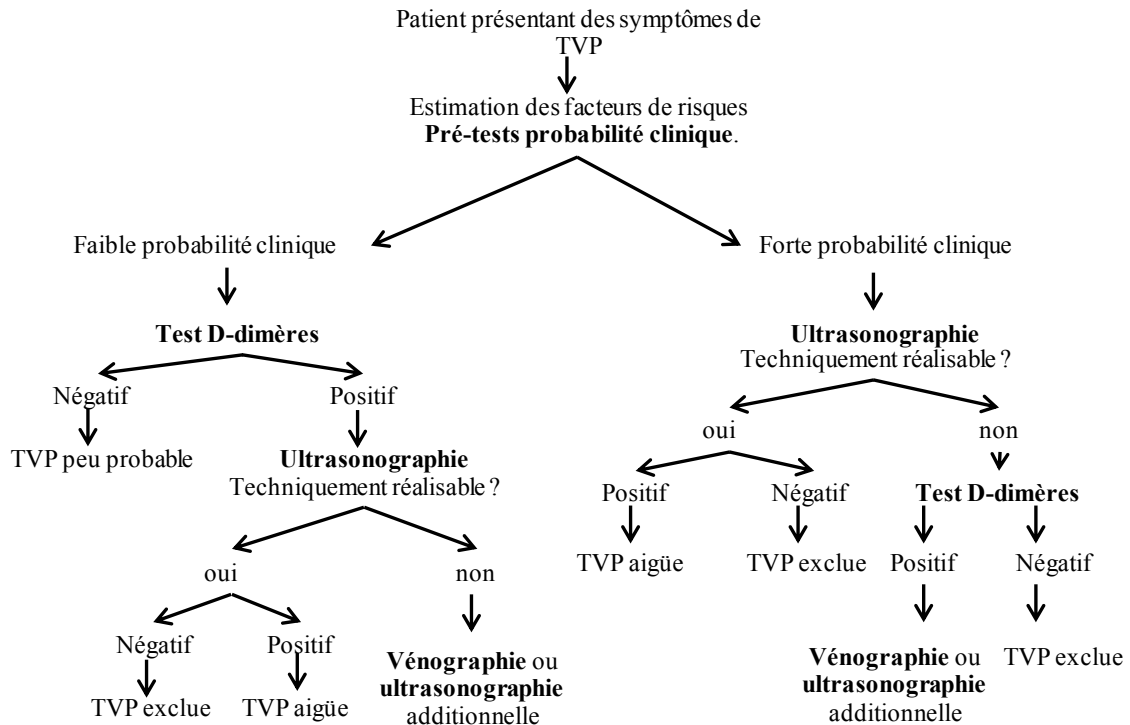 Patient présentant des symptômes de
TVP
Estimation des facteurs de risques
Pré-tests probabilité clinique.
Faible probabilité clinique
Forte probabilité clinique
Test D-dimères
Ultrasonographie
Techniquement réalisable ?
Négatif
Positif
oui
non
TVP peu probable
Ultrasonographie
Techniquement réalisable ?
Positif
Négatif
Test D-dimères
TVP aigüe
TVP exclue
Positif
Négatif
oui
non
Négatif
Positif
Vénographie ou
ultrasonographie
additionnelle
Vénographie ou
ultrasonographie
additionnelle
TVP exclue
TVP exclue
TVP aigüe